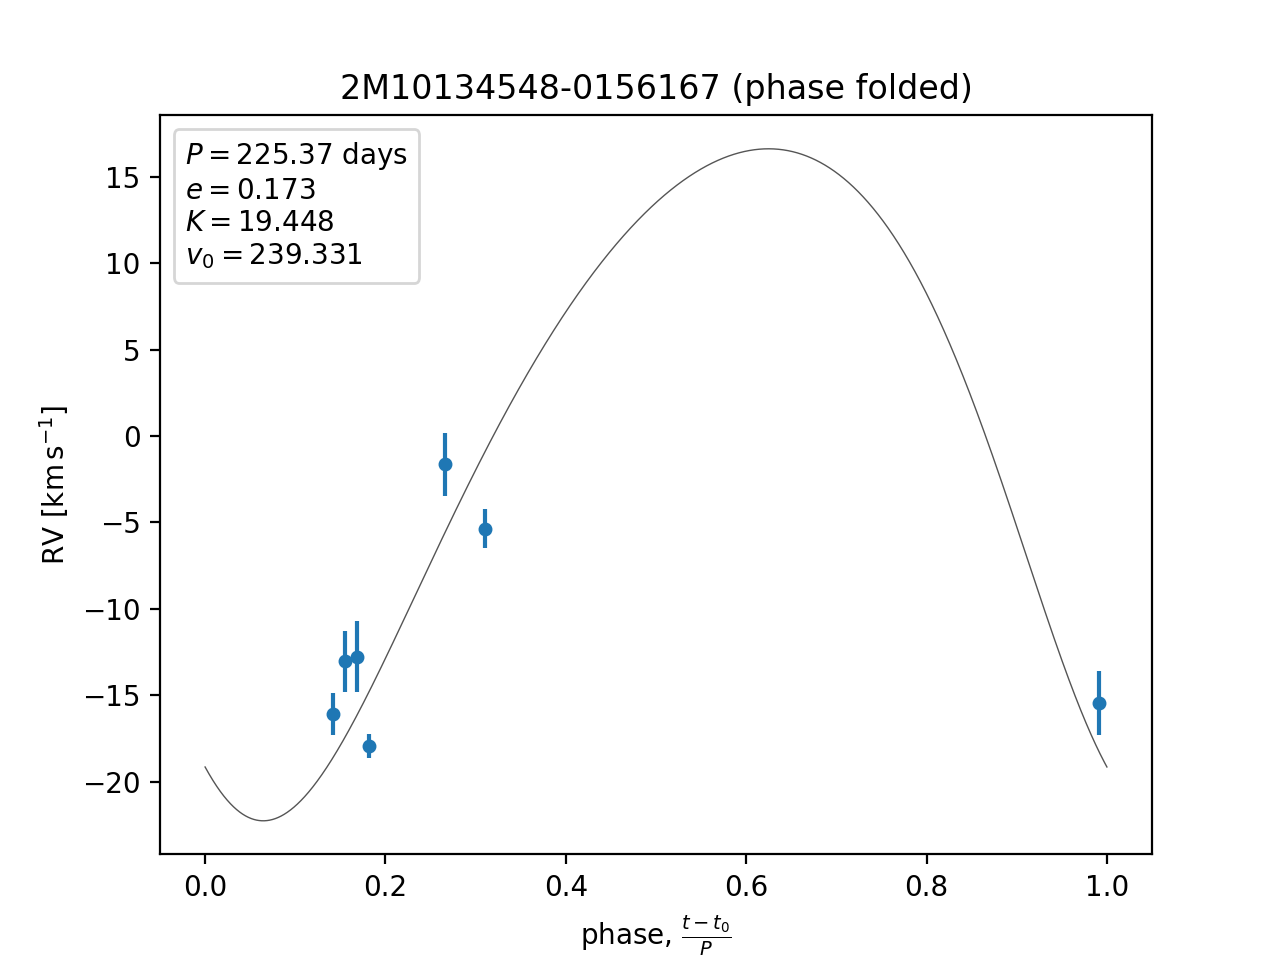 2M10134548-0156167 (phase folded)
P = 225.37 days
e = 0.173
K = 19.448
v₀ = 239.331
15
10
5
0
−5
−10
−15
−20
RV [km s⁻¹]
0.0 0.2 0.4 0.6 0.8 1.0
phase, (t − t₀)/P